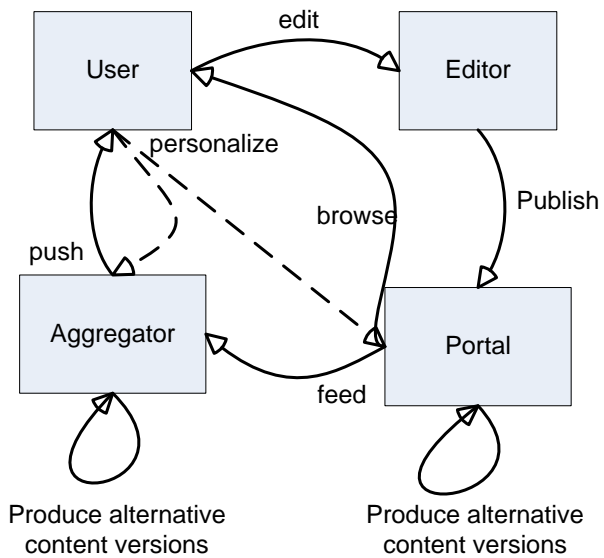 edit
User
Editor
personalize
browse
Publish
push
Aggregator
Portal
feed
Produce alternative
content versions
Produce alternative
content versions